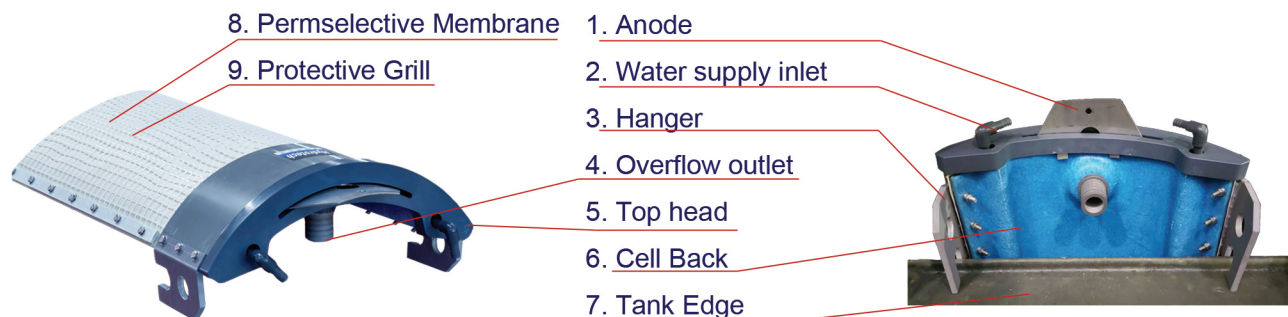 8. Permselective Membrane
9. Protective Grill
1. Anode
2. Water supply inlet
3. Hanger
4. Overflow outlet
5. Top head
6. Cell Back
7. Tank Edge
Hydrotech